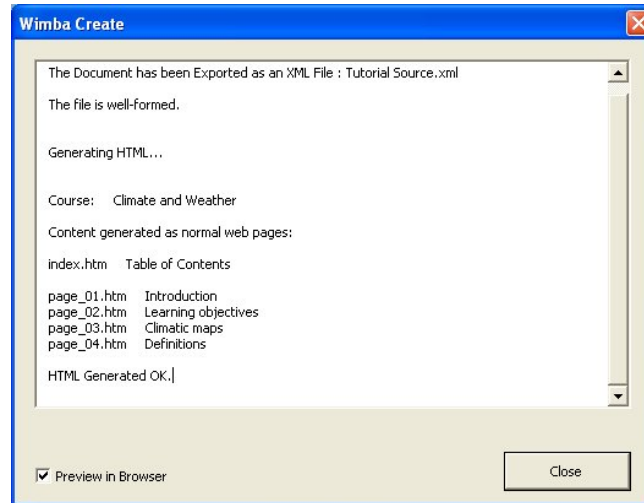 Wimba Create
The Document has been Exported as an XML File : Tutorial Source.xml
The file is well-formed.
Generating HTML...
Course: Climate and Weather
Content generated as normal web pages:
index.htm Table of Contents
page_01.htm Introduction
page_02.htm Learning objectives
page_03.htm Climatic maps
page_04.htm Definitions
HTML Generated OK.
Preview in Browser
Close